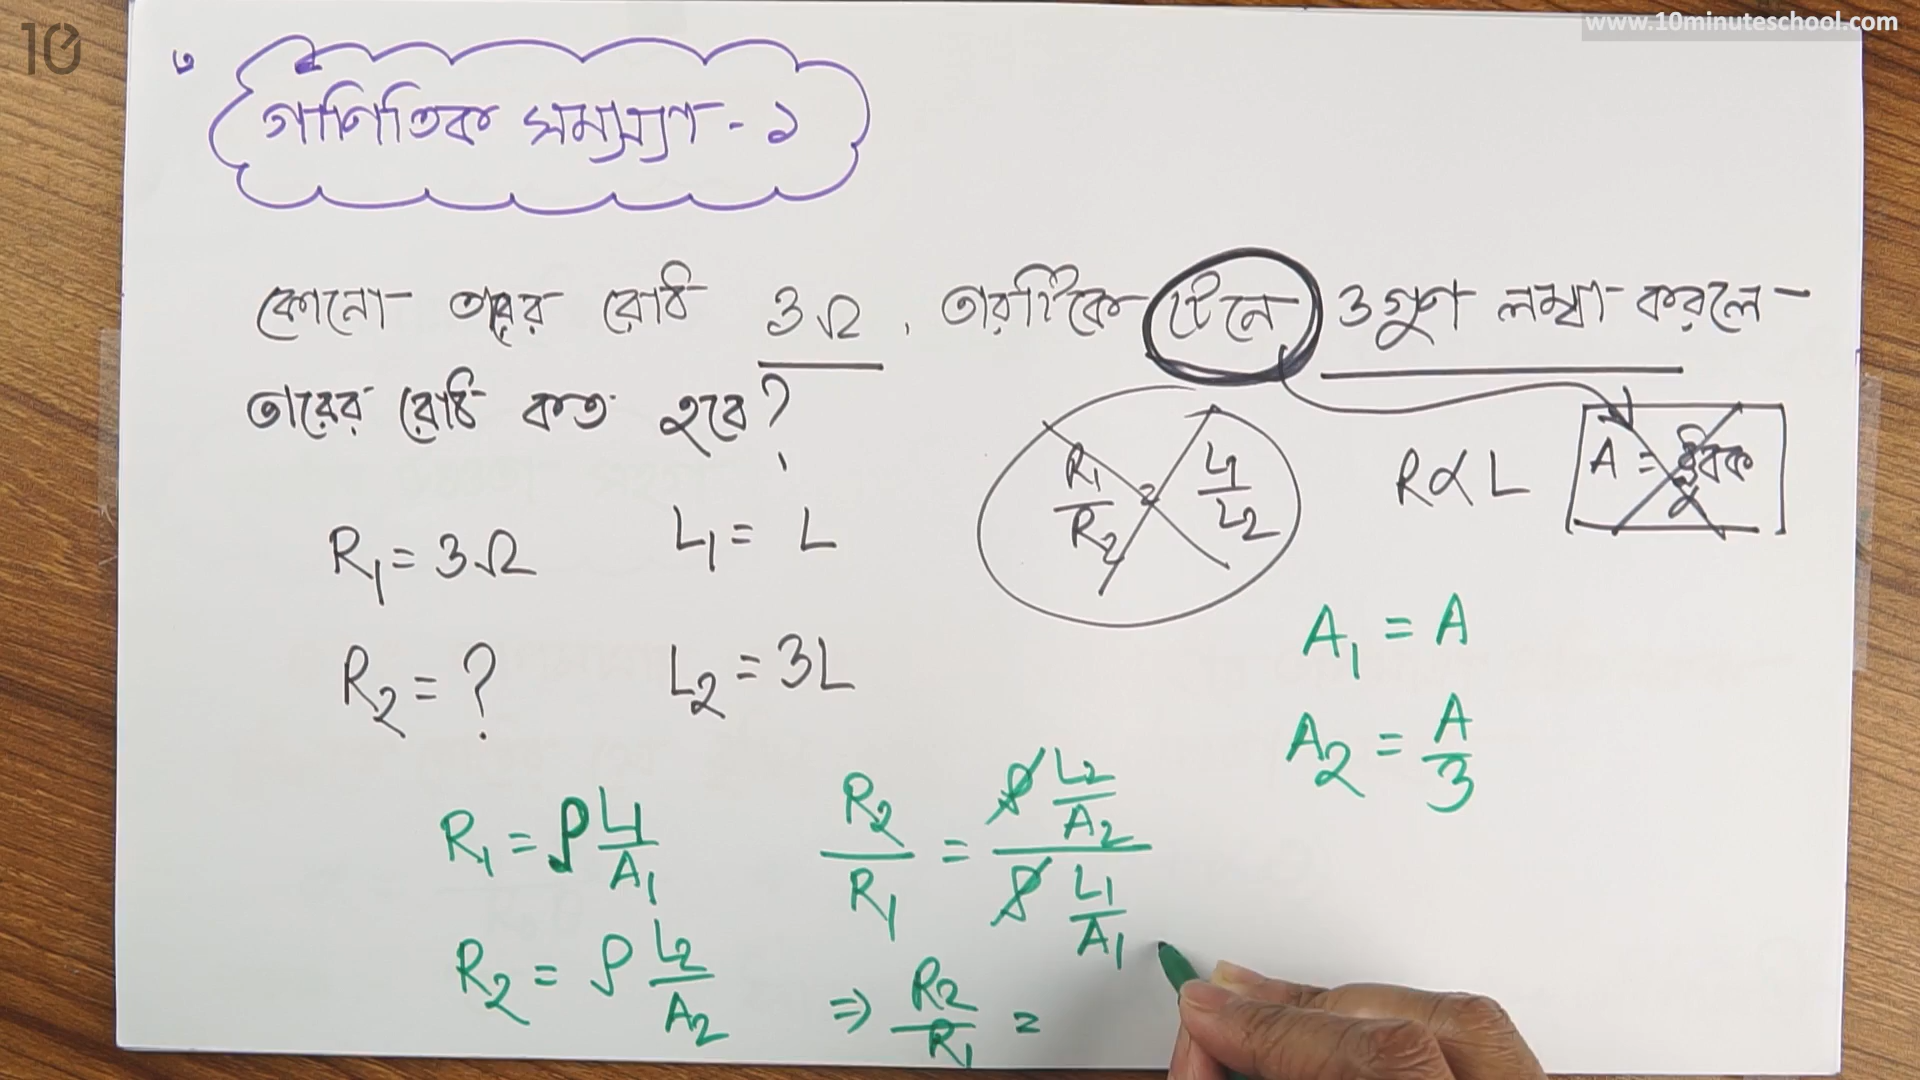 10
www.10minuteschool.com
৩
গাণিতিক সমস্যা - ১
কোনো তারের রোধ 3Ω, তারটিকে টেনে 3গুণ লম্বা করলে
তারের রোধ কত হবে?
R₁ = 3Ω L₁ = L
R₂ = ? L₂ = 3L
R₁/R₂ = L₁/L₂
R ∝ L
A = ধ্রুবক
A₁ = A
A₂ = A/3
R₁ = ρ L₁/A₁
R₂ = ρ L₂/A₂
R₂/R₁ = (ρ L₂/A₂)/(ρ L₁/A₁)
⇒ R₂/R₁ =